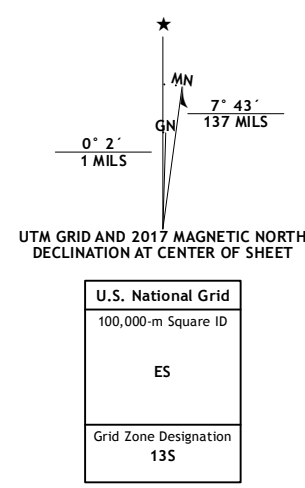 MN
GN
7° 43´
137 MILS
0° 2´
1 MILS
UTM GRID AND 2017 MAGNETIC NORTH
DECLINATION AT CENTER OF SHEET
U.S. National Grid
100,000-m Square ID
ES
Grid Zone Designation
13S